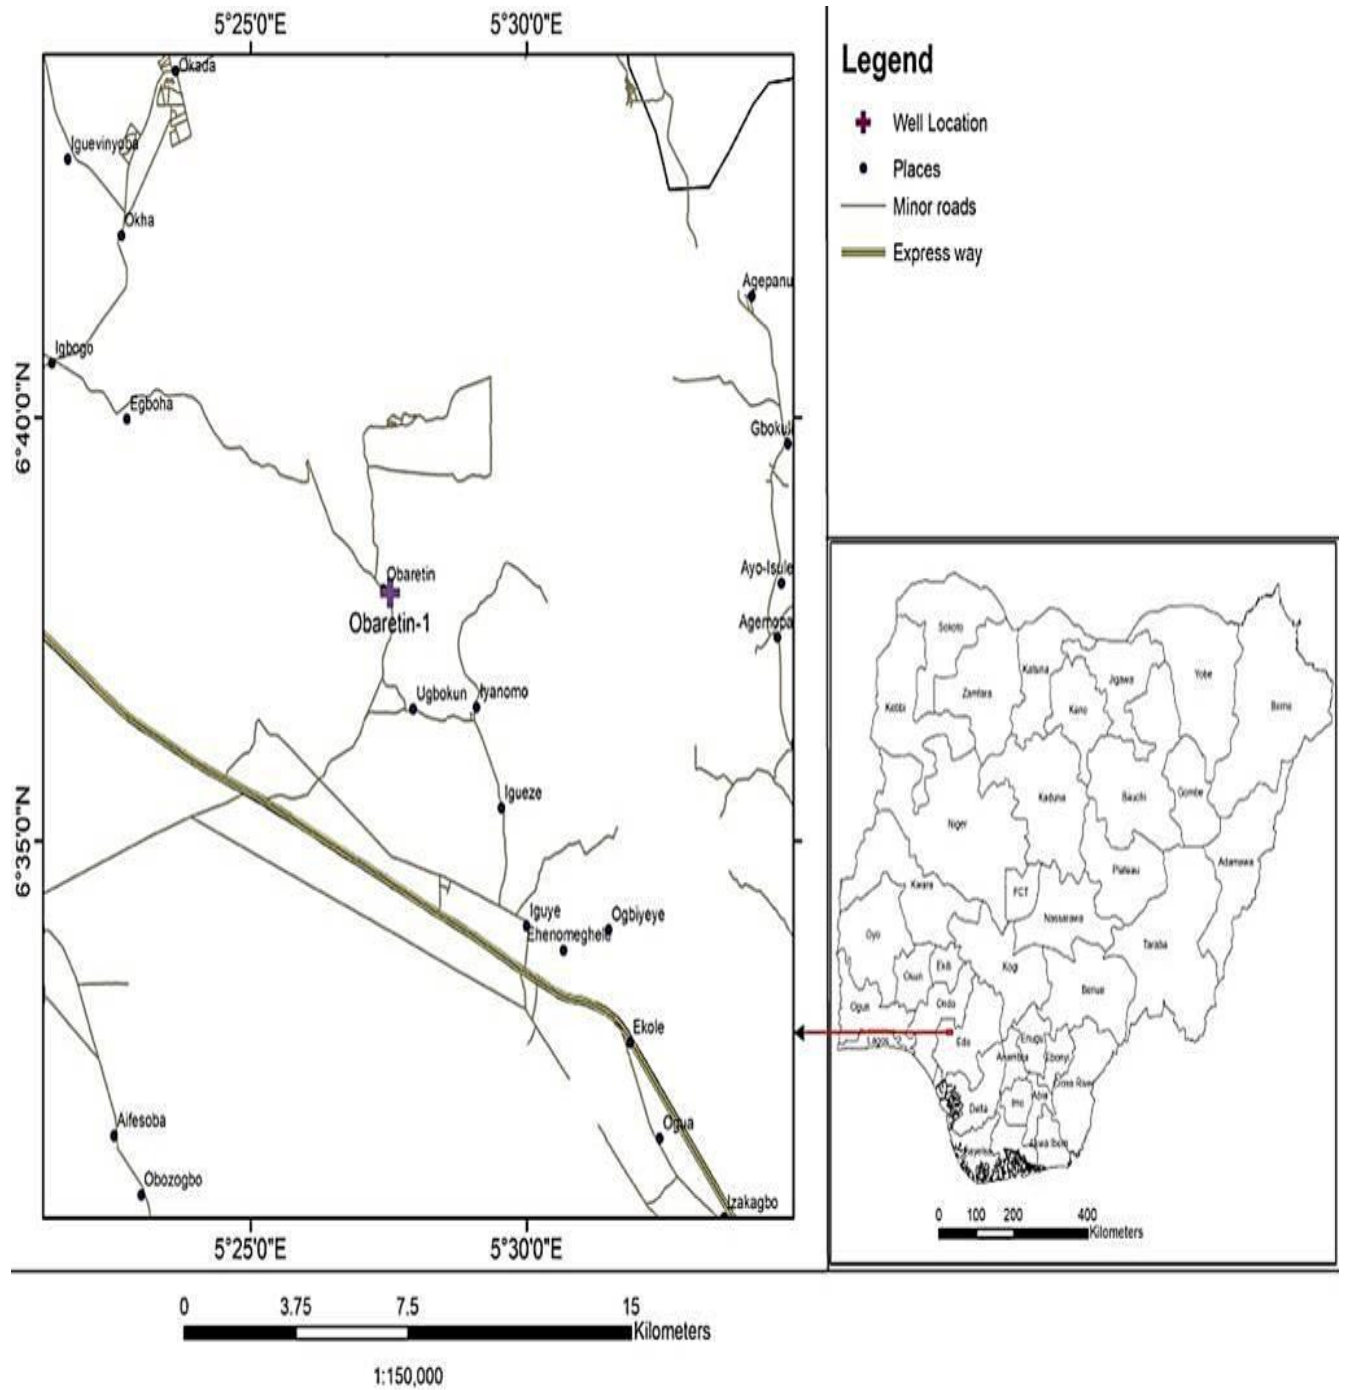 5°25'0"E 5°30'0"E
Okada
Iguevinyoba
Okha
Agepanu
Igbogo
Egboha
6°40'0"N
Gbokul
Obaretin
Obaretin-1
Ayo-Isule
Agemopa
Ugbokun
Iyanomo
Igueze
6°35'0"N
Iguye
Ogbiyeye
Ehenomeghele
Ekole
Aifesoba
Ogua
Obozogbo
Izakagbo
5°25'0"E 5°30'0"E
0 3.75 7.5 15
Kilometers
1:150,000
Legend
Well Location
Places
Minor roads
Express way
Sokoto
Katsina
Jigawa
Yobe
Zamfara
Kebbi
Kano
Borno
Kaduna
Bauchi
Gombe
Niger
Adamawa
Plateau
Kwara
FCT
Nassarawa
Oyo
Taraba
Ekiti
Kogi
Osun
Benue
Ogun
Ondo
Lagos
Edo
Enugu
Anambra
Ebonyi
Cross River
Abia
Imo
Delta
Akwa Ibom
Bayelsa
0 100 200 400
Kilometers